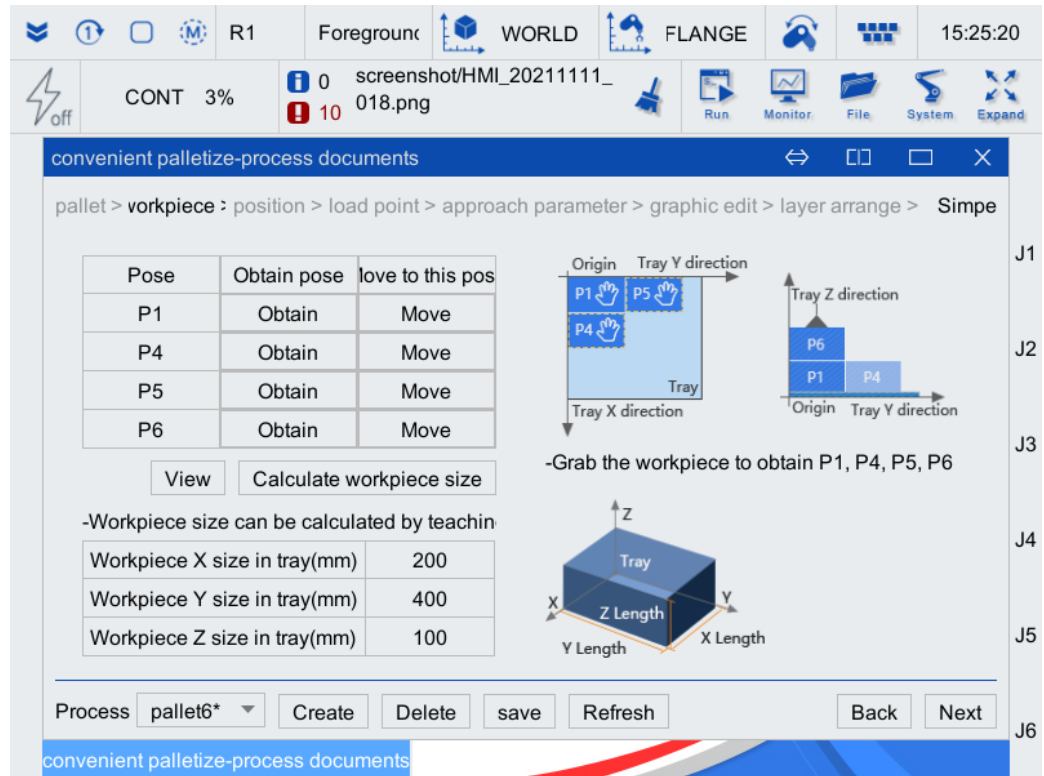 R1 Foreground WORLD FLANGE 15:25:20
off CONT 3% 0 screenshot/HMI_20211111_
10 018.png
Run Monitor File System Expand
convenient palletize-process documents
pallet > workpiece > position > load point > approach parameter > graphic edit > layer arrange > Simpe
Pose Obtain pose Move to this pos
P1 Obtain Move
P4 Obtain Move
P5 Obtain Move
P6 Obtain Move
View Calculate workpiece size
-Workpiece size can be calculated by teachin
Workpiece X size in tray(mm) 200
Workpiece Y size in tray(mm) 400
Workpiece Z size in tray(mm) 100
Origin Tray Y direction
P1 P5
P4
Tray
Tray X direction
Tray Z direction
P6
P1 P4
Origin Tray Y direction
-Grab the workpiece to obtain P1, P4, P5, P6
Z
Tray
X Z Length Y
Y Length X Length
J1
J2
J3
J4
J5
J6
Process pallet6* Create Delete save Refresh Back Next
convenient palletize-process documents